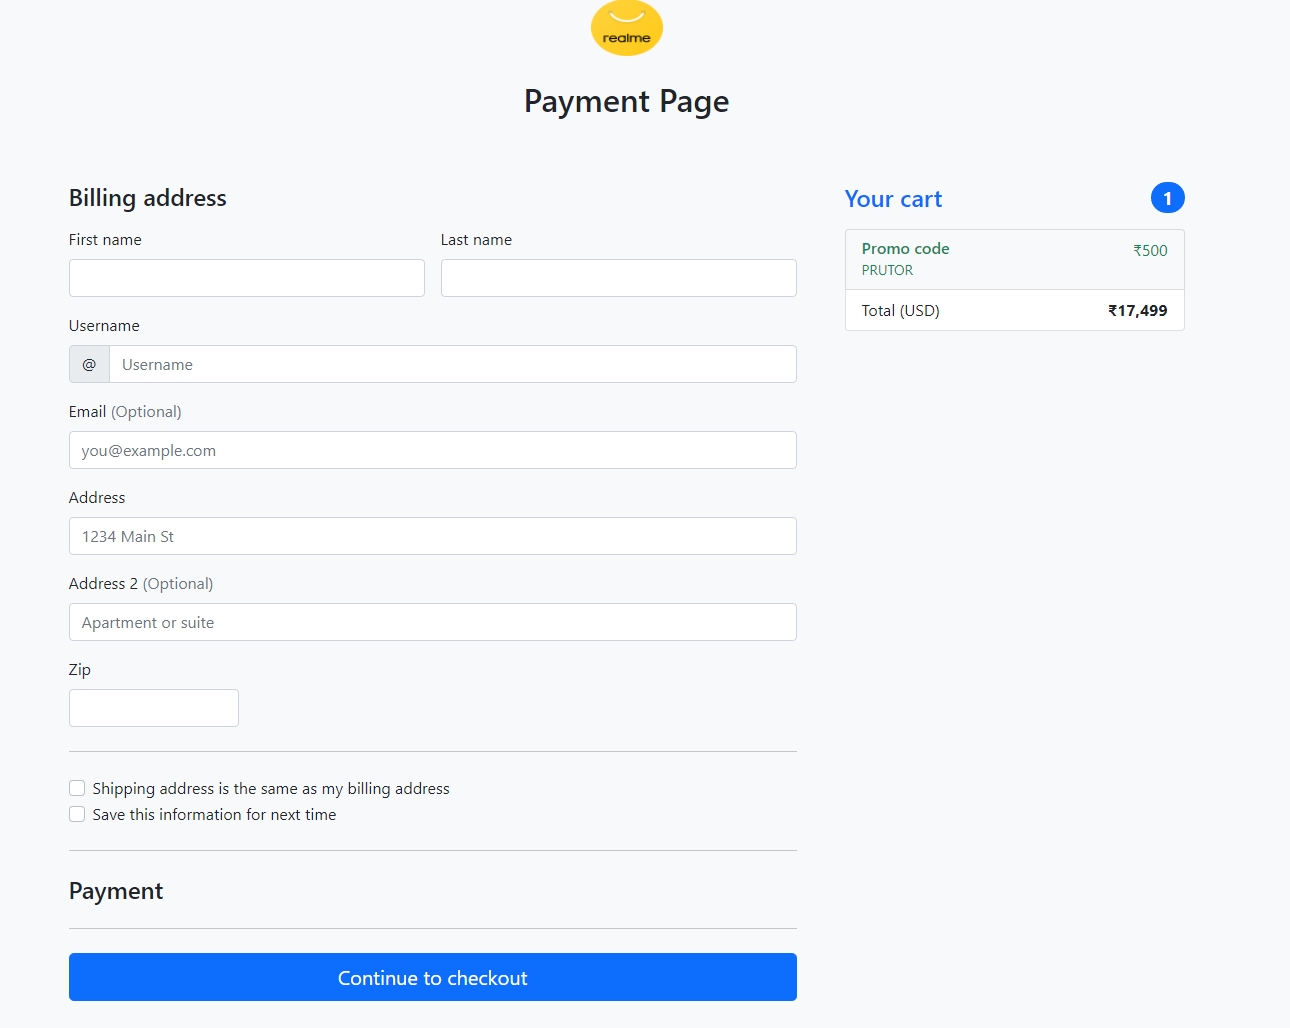 realme
Payment Page
Billing address
First name
Last name
Username
@
Username
Email (Optional)
you@example.com
Address
1234 Main St
Address 2 (Optional)
Apartment or suite
Zip
Shipping address is the same as my billing address
Save this information for next time
Payment
Continue to checkout
Your cart
1
Promo code
₹500
PRUTOR
Total (USD)
₹17,499